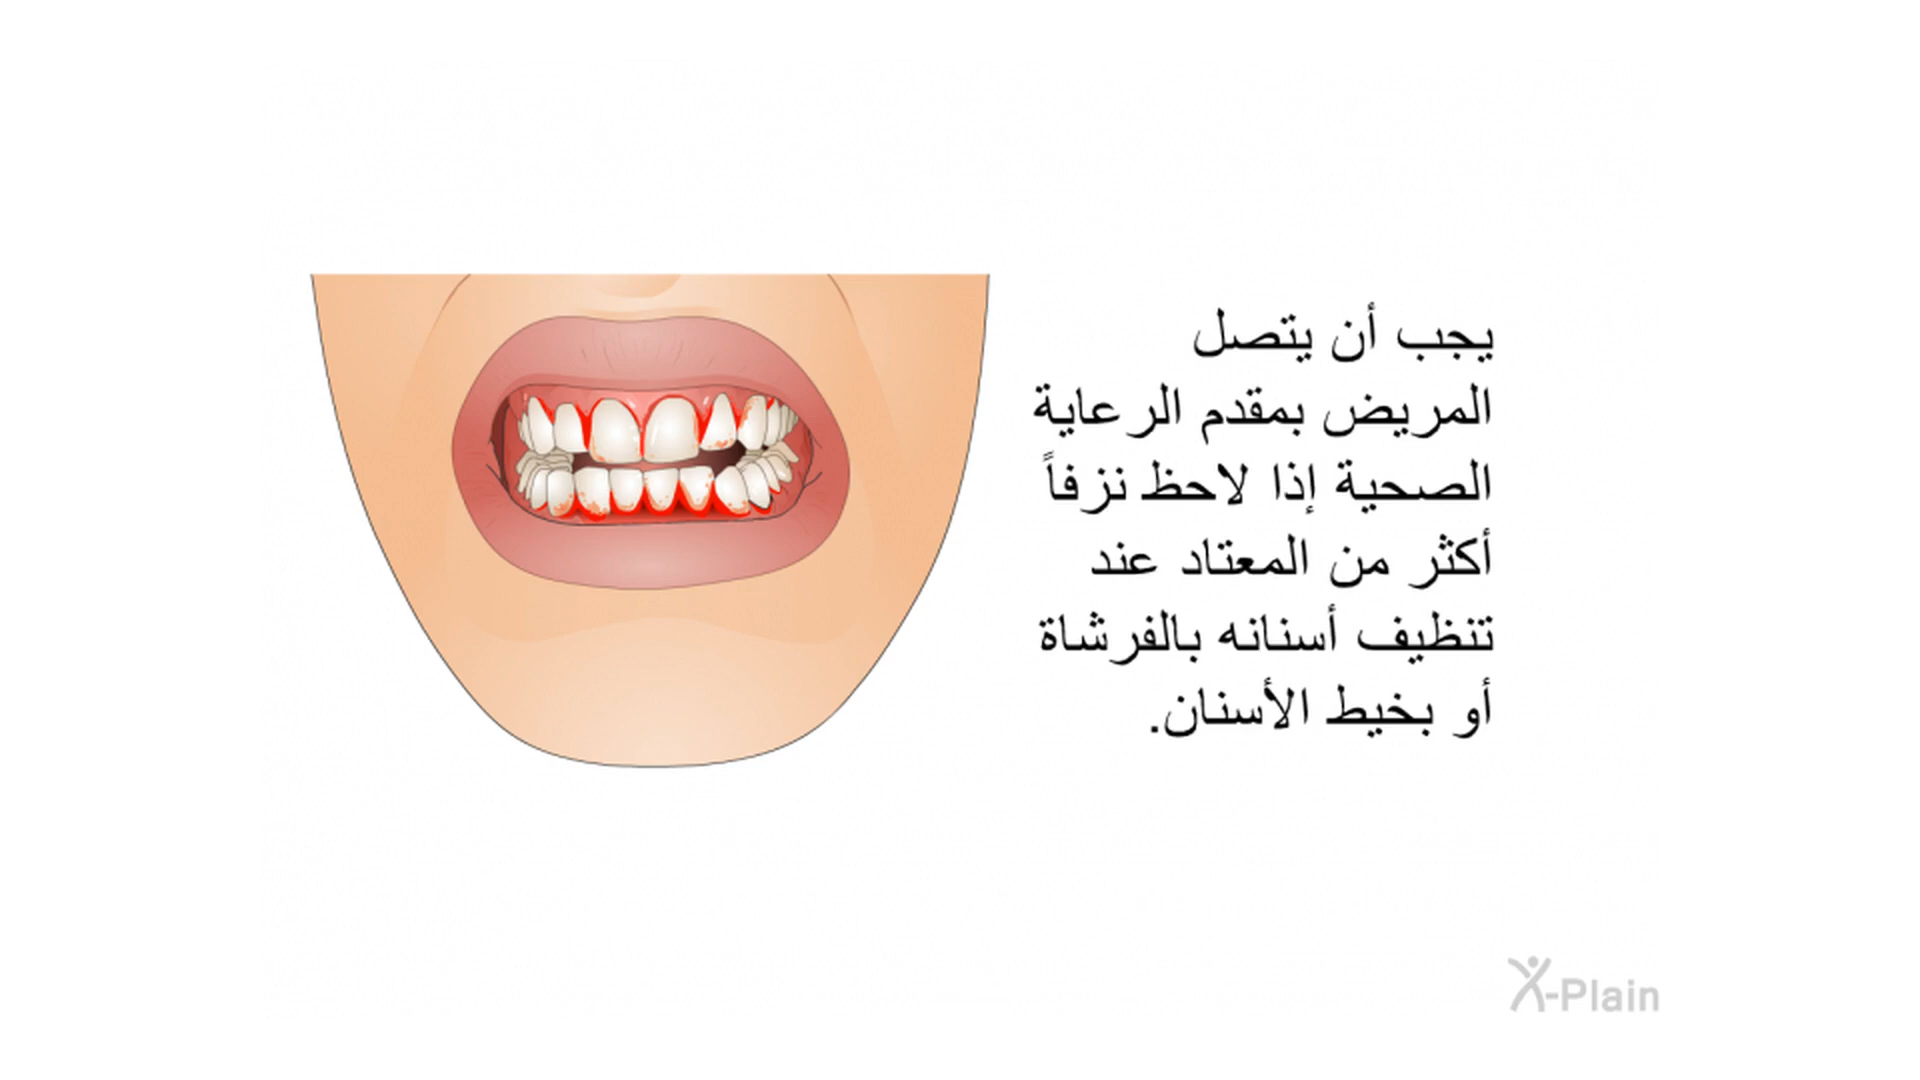 يجب أن يتصل
المريض بمقدم الرعاية
الصحية إذا لاحظ نزفاً
أكثر من المعتاد عند
تنظيف أسنانه بالفرشاة
أو بخيط الأسنان.
X-Plain